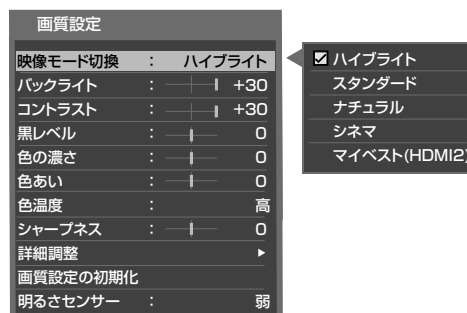 画質設定
映像モード切換 : ハイブライト
バックライト : +30
コントラスト : +30
黒レベル : 0
色の濃さ : 0
色あい : 0
色温度 : 高
シャープネス : 0
詳細調整
画質設定の初期化
明るさセンサー : 弱
ハイブライト
スタンダード
ナチュラル
シネマ
マイベスト(HDMI2)